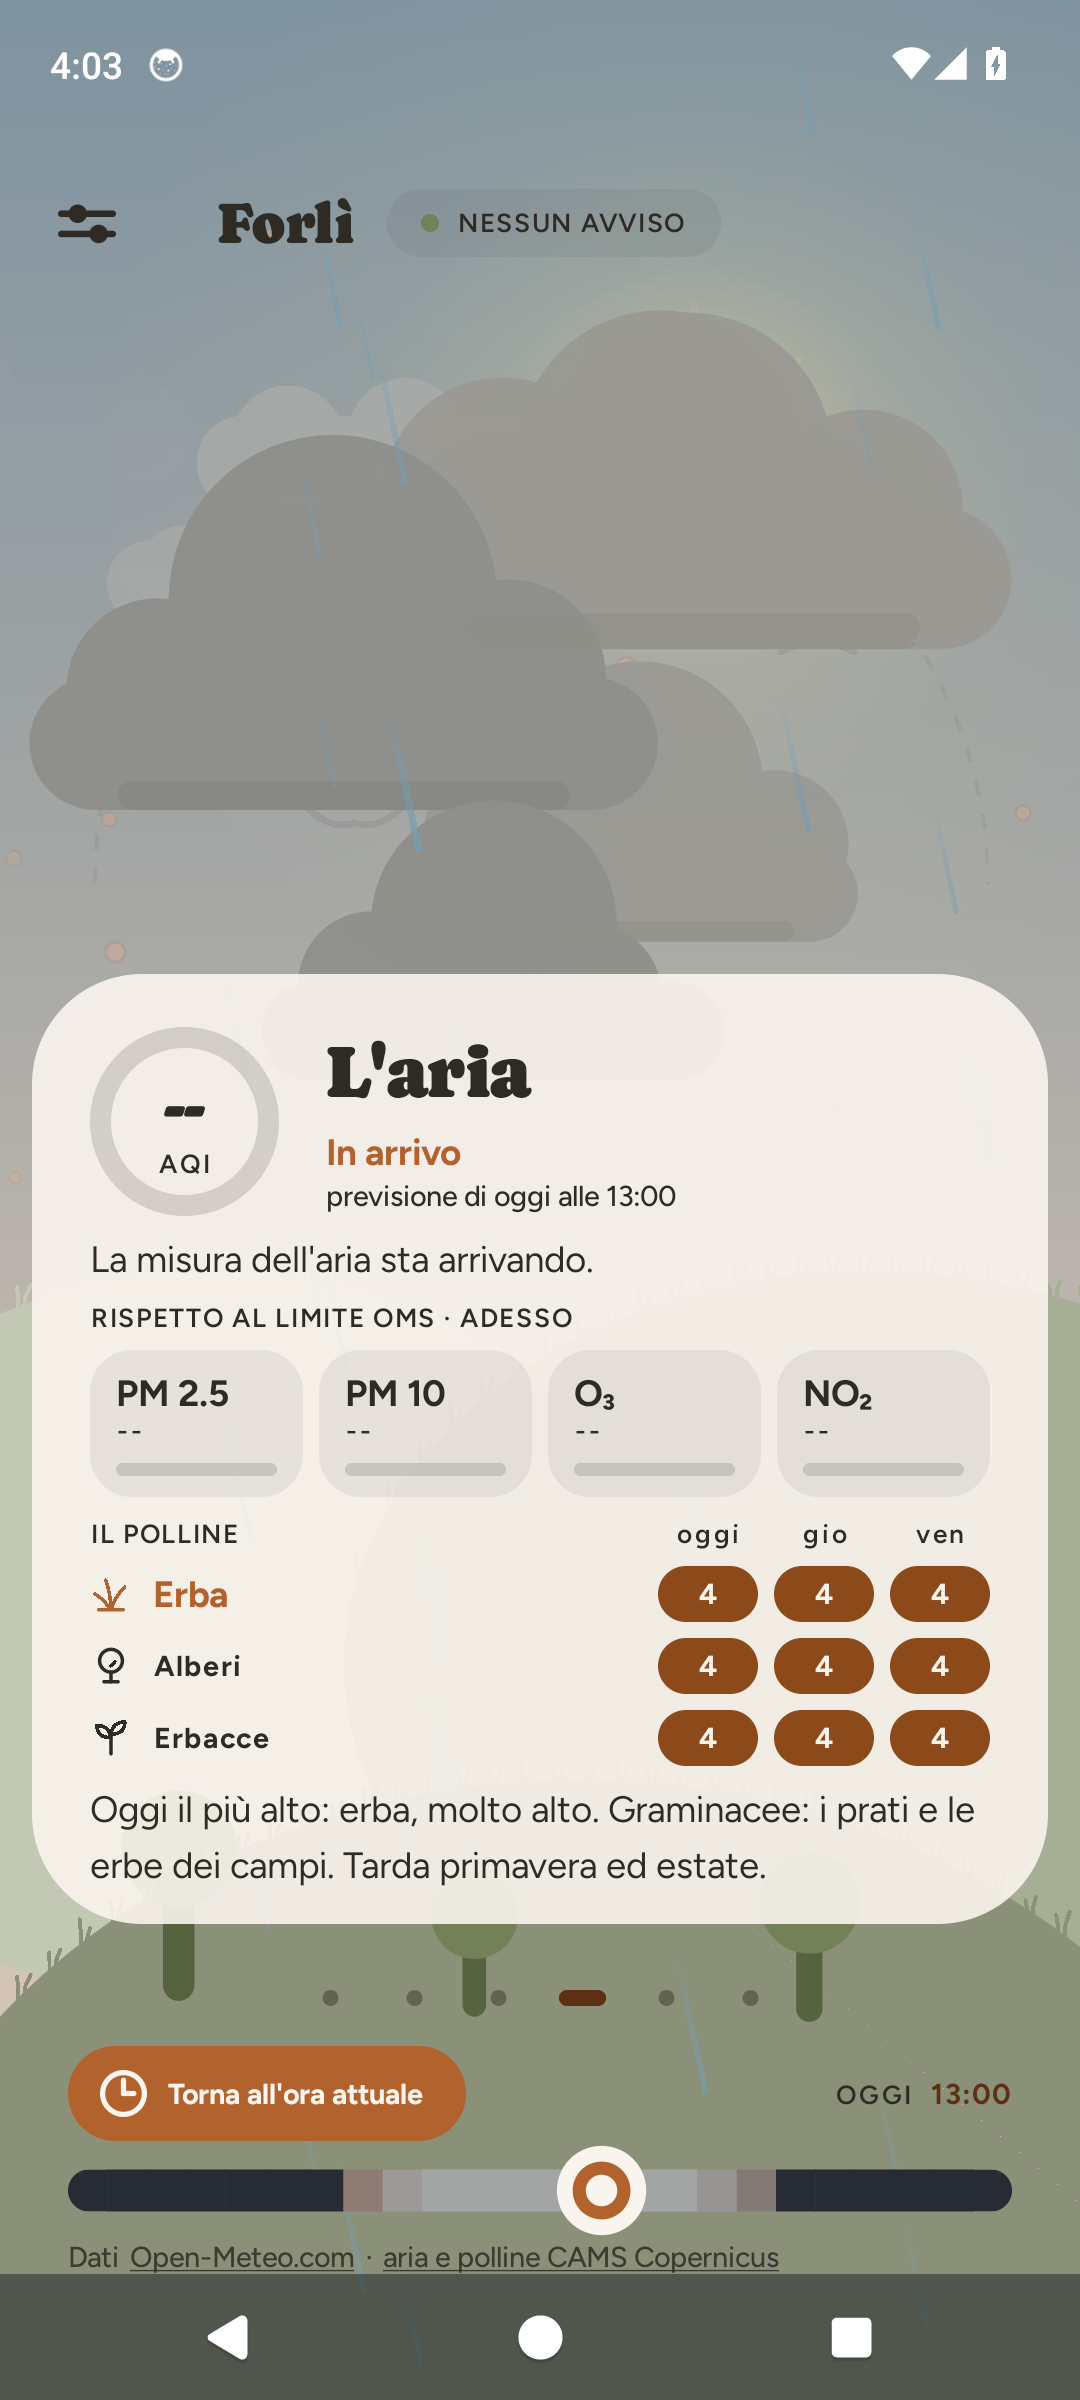 4:03
Forlì
NESSUN AVVISO
L'aria
--
AQI
In arrivo
previsione di oggi alle 13:00
La misura dell'aria sta arrivando.
RISPETTO AL LIMITE OMS · ADESSO
PM 2.5 PM 10 O₃ NO₂
-- -- -- --
IL POLLINE oggi gio ven
Erba 4 4 4
Alberi 4 4 4
Erbacce 4 4 4
Oggi il più alto: erba, molto alto. Graminacee: i prati e le
erbe dei campi. Tarda primavera ed estate.
Torna all'ora attuale OGGI 13:00
Dati Open-Meteo.com · aria e polline CAMS Copernicus